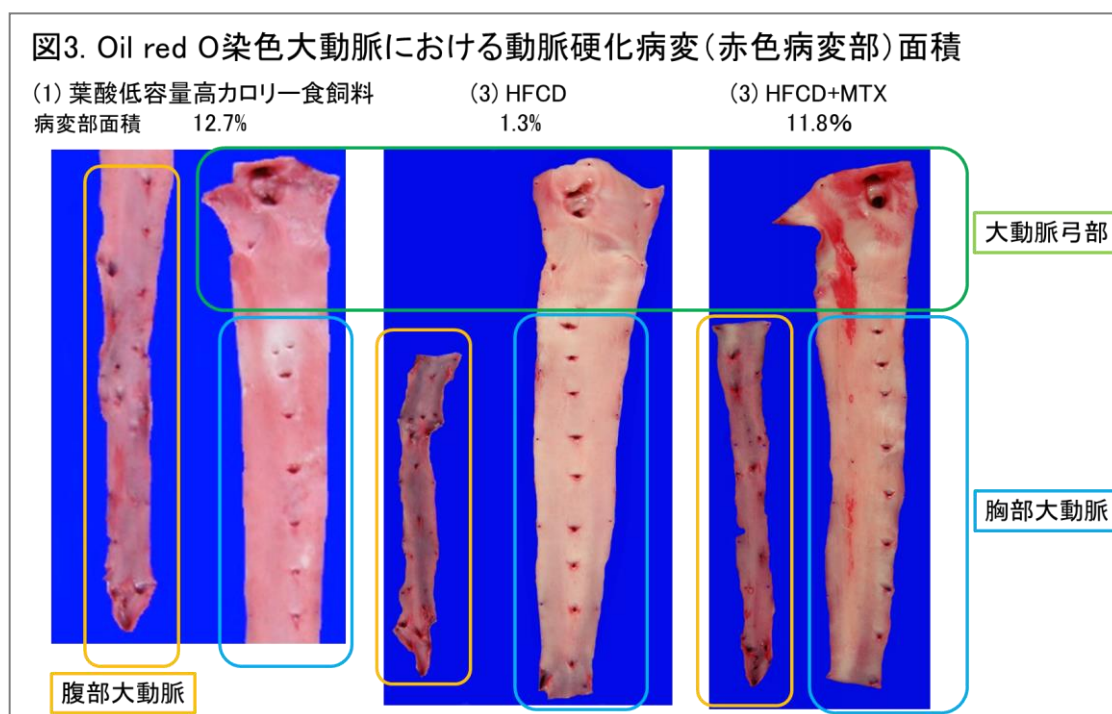 図3. Oil red O染色大動脈における動脈硬化病変(赤色病変部)面積
(1) 葉酸低容量高カロリー食飼料
(3) HFCD
(3) HFCD+MTX
病変部面積 12.7%
1.3%
11.8%
大動脈弓部
胸部大動脈
腹部大動脈